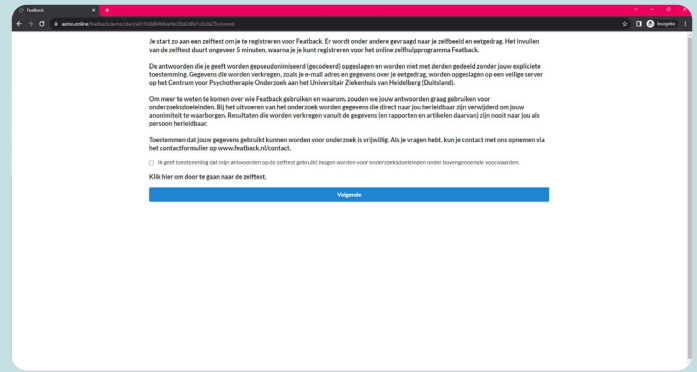 Featback
asmo.online/featback/asmo/start/
Incognito
Je start zo aan een zelftest om je te registreren voor Featback. Er wordt onder andere gevraagd naar je zelfbeeld en eetgedrag. Het invullen
van de zelftest duurt ongeveer 5 minuten, waarna je je kunt registreren voor het online zelfhulpprogramma Featback.
De antwoorden die je geeft worden gepseudonimiseerd (gecodeerd) opgeslagen en worden niet met derden gedeeld zonder jouw expliciete
toestemming. Gegevens die worden verkregen, zoals je e-mail adres en gegevens over je eetgedrag, worden opgeslagen op een veilige server
op het Centrum voor Psychotherapie Onderzoek aan het Universitair Ziekenhuis van Heidelberg (Duitsland).
Om meer te weten te komen over wie Featback gebruiken en waarom, zouden we jouw antwoorden graag gebruiken voor
onderzoeksdoeleinden. Bij het uitvoeren van het onderzoek worden gegevens die direct naar jou herleidbaar zijn verwijderd om jouw
anonimiteit te waarborgen. Resultaten die worden verkregen vanuit de gegevens (en rapporten en artikelen daarvan) zijn nooit naar jou als
persoon herleidbaar.
Toestemmen dat jouw gegevens gebruikt kunnen worden voor onderzoek is vrijwillig. Als je vragen hebt, kun je contact met ons opnemen via
het contactformulier op www.featback.nl/contact.
Ik geef toestemming dat mijn antwoorden op de zelftest gebruikt mogen worden voor onderzoeksdoeleinden onder bovengenoemde voorwaarden.
Klik hier om door te gaan naar de zelftest.
Volgende